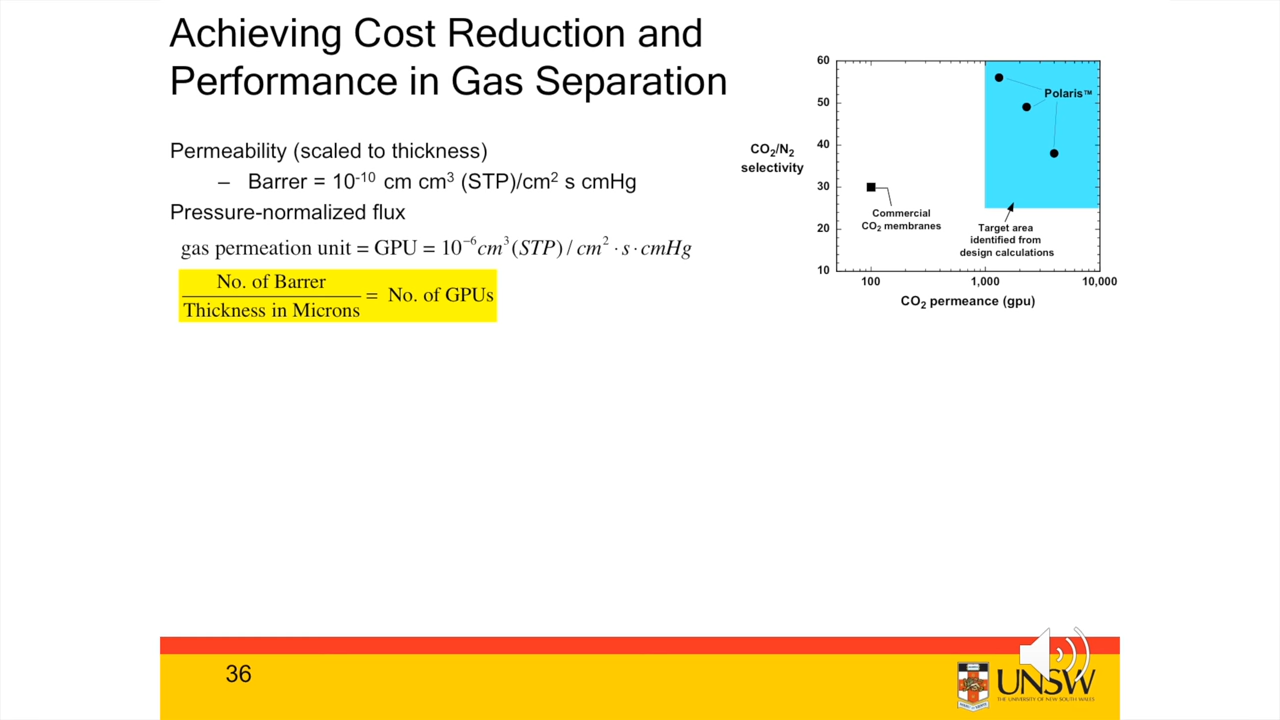 Achieving Cost Reduction and
Performance in Gas Separation
Permeability (scaled to thickness)
– Barrer = 10⁻¹⁰ cm cm³ (STP)/cm² s cmHg
Pressure-normalized flux
gas permeation unit = GPU = 10⁻⁶cm³(STP) / cm² · s · cmHg
No. of Barrer
Thickness in Microns
= No. of GPUs
60
50
40
30
20
10
CO₂/N₂
selectivity
Polaris™
Commercial
CO₂ membranes
Target area
identified from
design calculations
100
1,000
10,000
CO₂ permeance (gpu)
36
UNSW
THE UNIVERSITY OF NEW SOUTH WALES